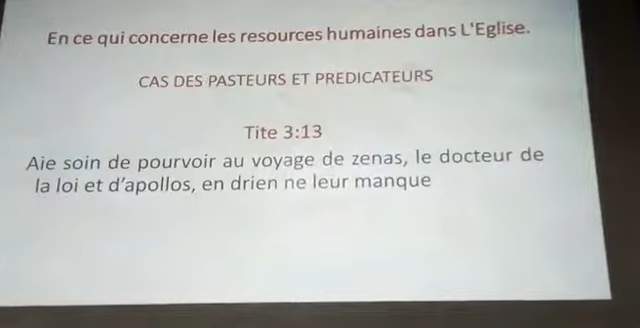 En ce qui concerne les resources humaines dans L'Eglise.
CAS DES PASTEURS ET PREDICATEURS
Tite 3:13
Aie soin de pourvoir au voyage de zenas, le docteur de
la loi et d'apollos, en drien ne leur manque